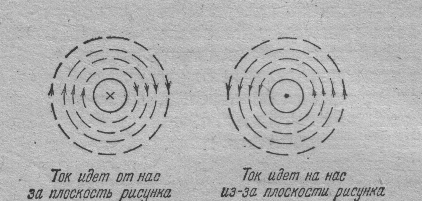 Ток идет от нас
за плоскость рисунка
Ток идет на нас
из-за плоскости рисунка